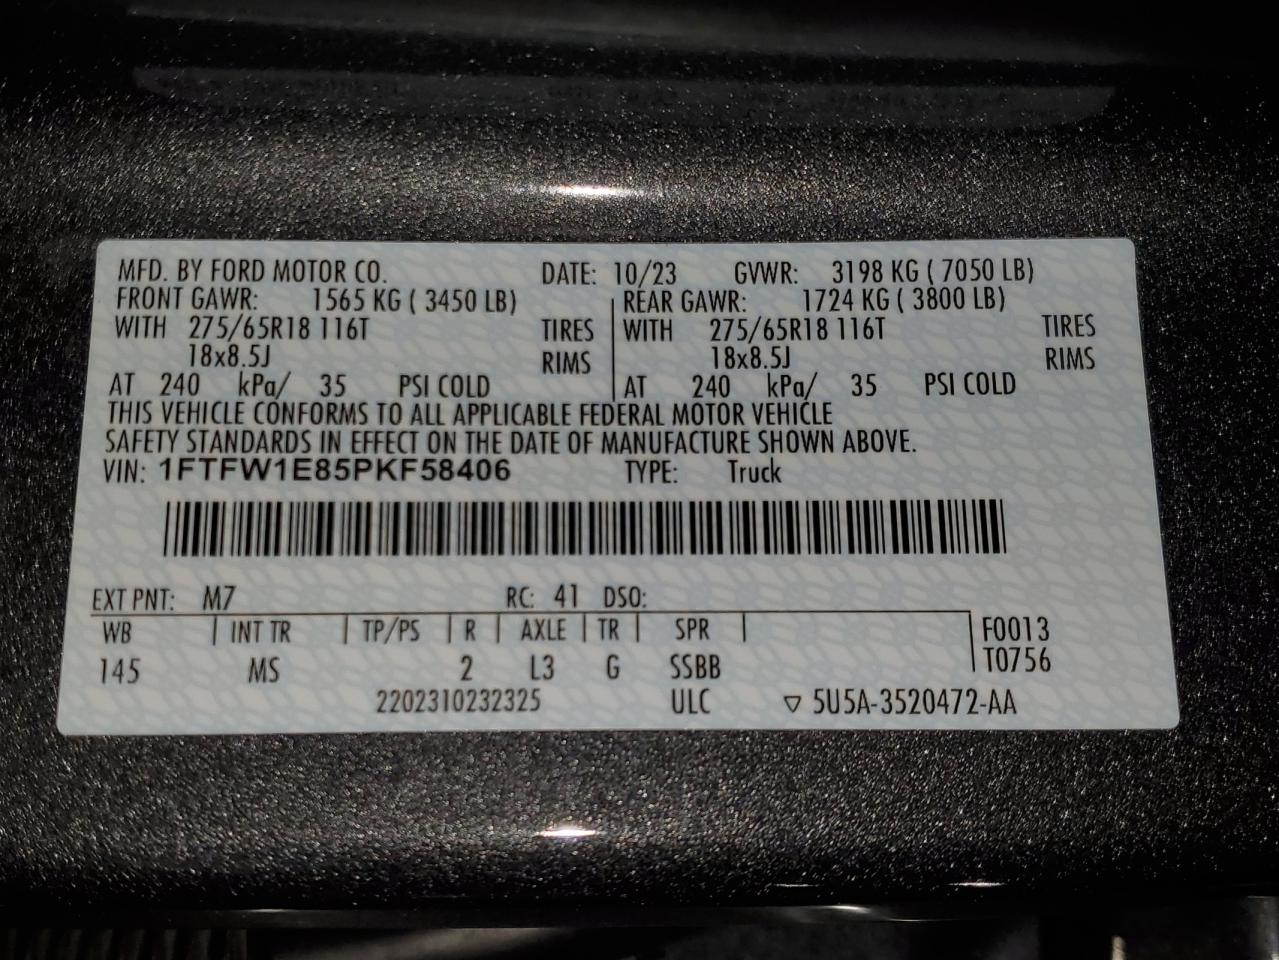 MFD. BY FORD MOTOR CO. DATE: 10/23 GVWR: 3198 KG ( 7050 LB)
FRONT GAWR: 1565 KG ( 3450 LB) REAR GAWR: 1724 KG ( 3800 LB)
WITH 275/65R18 116T TIRES WITH 275/65R18 116T TIRES
18x8.5J RIMS 18x8.5J RIMS
AT 240 kPa/ 35 PSI COLD AT 240 kPa/ 35 PSI COLD
THIS VEHICLE CONFORMS TO ALL APPLICABLE FEDERAL MOTOR VEHICLE
SAFETY STANDARDS IN EFFECT ON THE DATE OF MANUFACTURE SHOWN ABOVE.
VIN: 1FTFW1E85PKF58406 TYPE: Truck
EXT PNT: M7 RC: 41 DSO:
WB | INT TR | TP/PS | R | AXLE | TR | SPR | F0013
145 MS 2 L3 G SSBB T0756
2202310232325 ULC ▽ 5U5A-3520472-AA